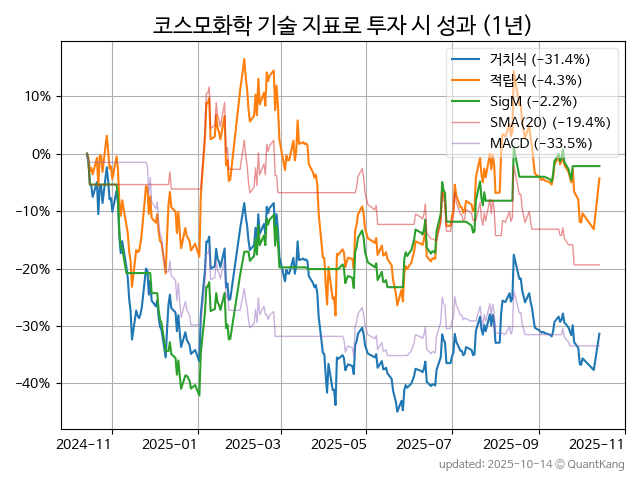 코스모화학 기술 지표로 투자 시 성과 (1년)
거치식 (−31.4%)
적립식 (−4.3%)
SigM (−2.2%)
SMA(20) (−19.4%)
MACD (−33.5%)
10%
0%
−10%
−20%
−30%
−40%
2024−11
2025−01
2025−03
2025−05
2025−07
2025−09
2025−11
updated: 2025-10-14 © QuantKang